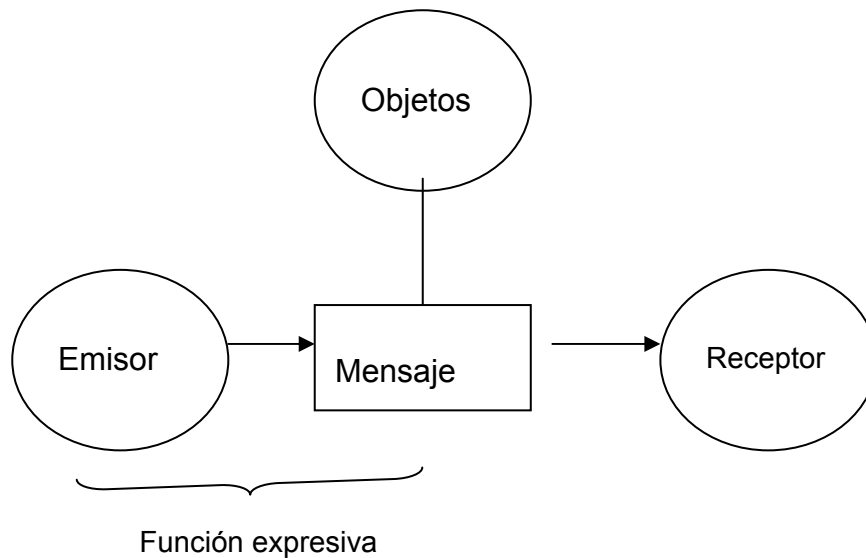 Objetos
Emisor
Mensaje
Receptor
Función expresiva